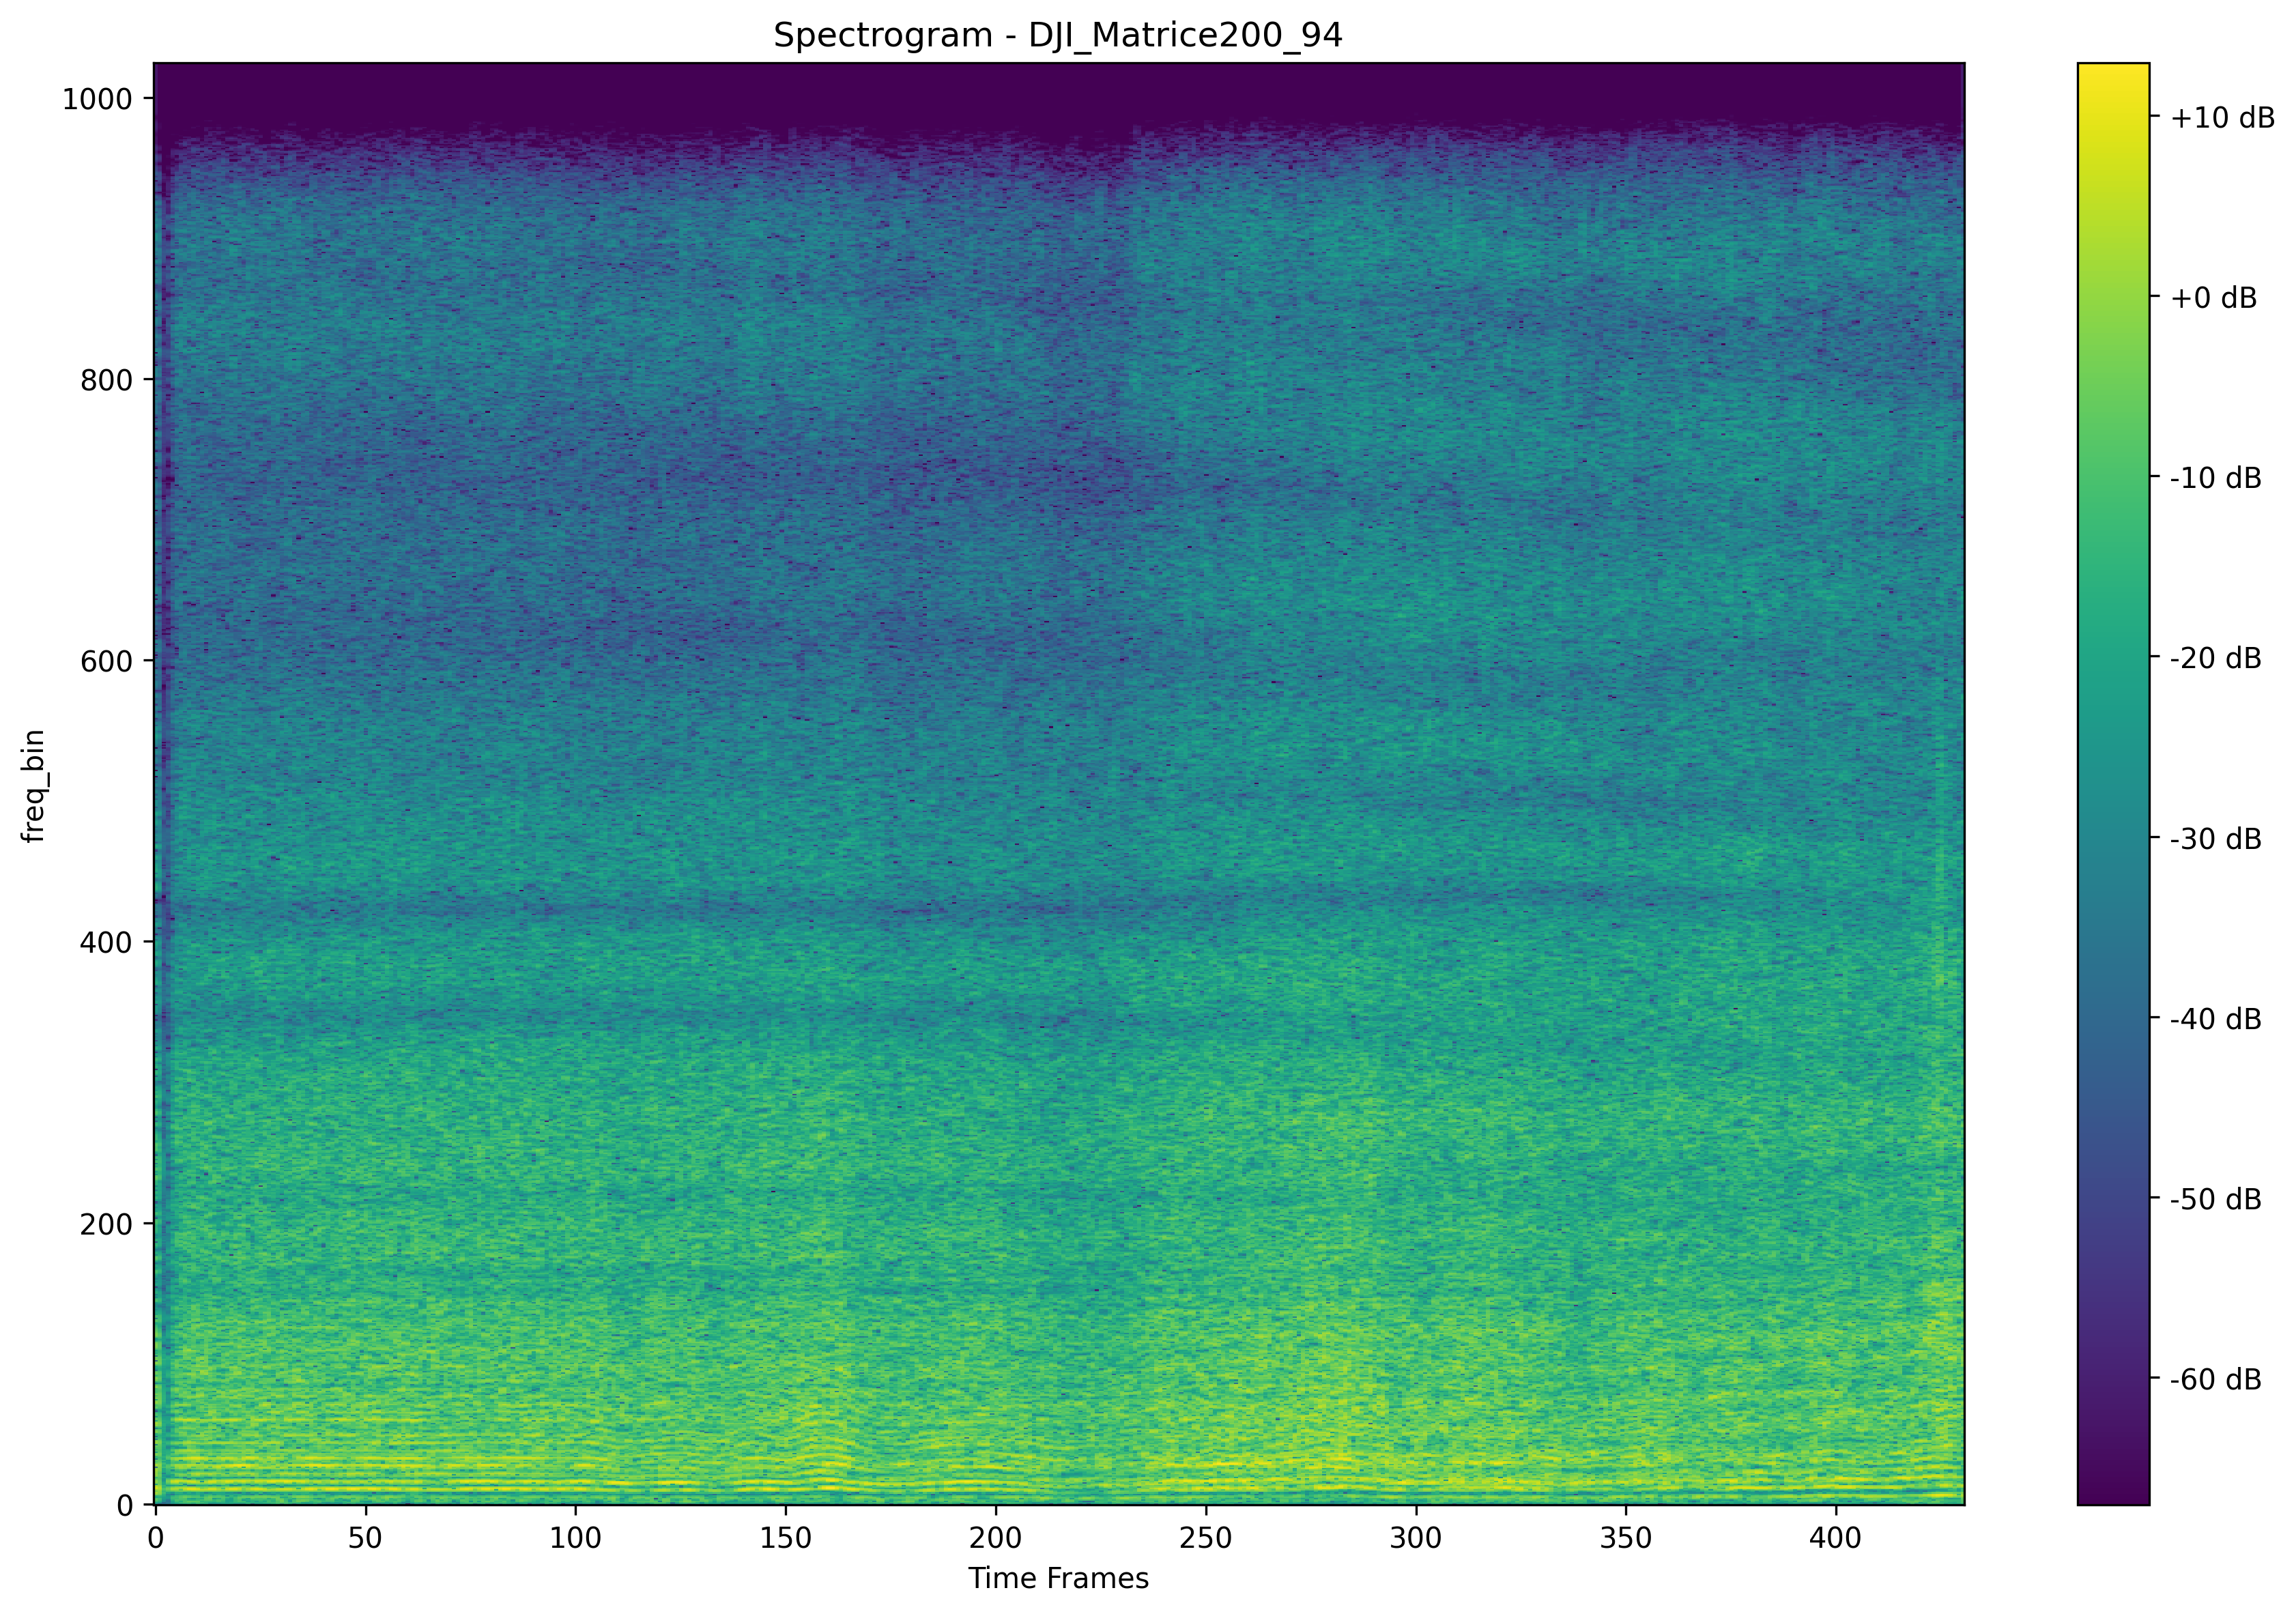 Spectrogram - DJI_Matrice200_94
1000
800
600
400
200
0
freq_bin
0 50 100 150 200 250 300 350 400
Time Frames
+10 dB
+0 dB
-10 dB
-20 dB
-30 dB
-40 dB
-50 dB
-60 dB